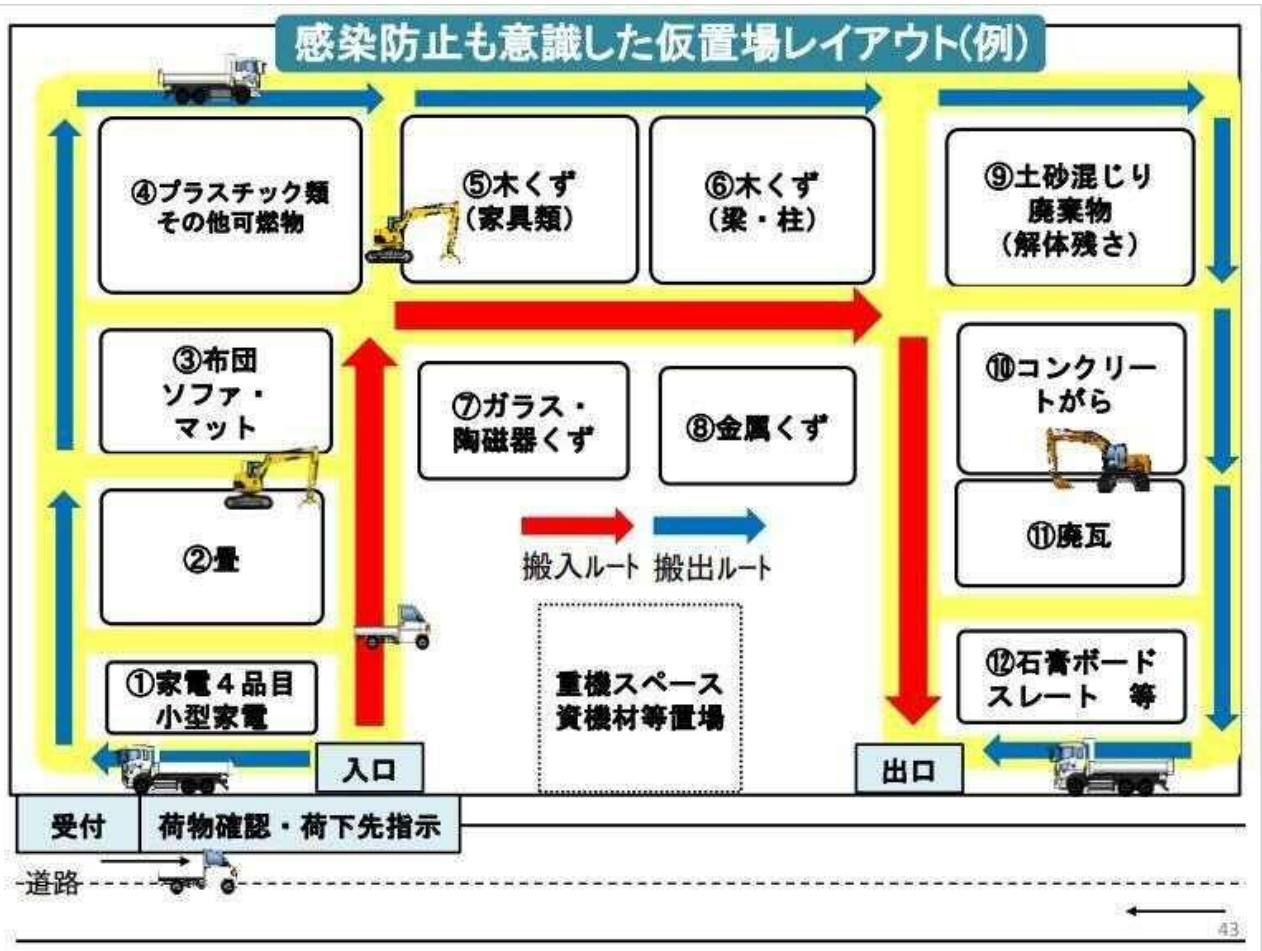 感染防止も意識した仮置場レイアウト(例)
④プラスチック類
その他可燃物
⑤木くず
(家具類)
⑥木くず
(梁・柱)
⑨土砂混じり
廃棄物
(解体残さ)
③布団
ソファ・
マット
⑦ガラス・
陶磁器くず
⑧金属くず
⑩コンクリー
トがら
②畳
搬入ルート 搬出ルート
⑪廃瓦
①家電4品目
小型家電
重機スペース
資機材等置場
⑫石膏ボード
スレート 等
入口
出口
受付
荷物確認・荷下先指示
道路
43